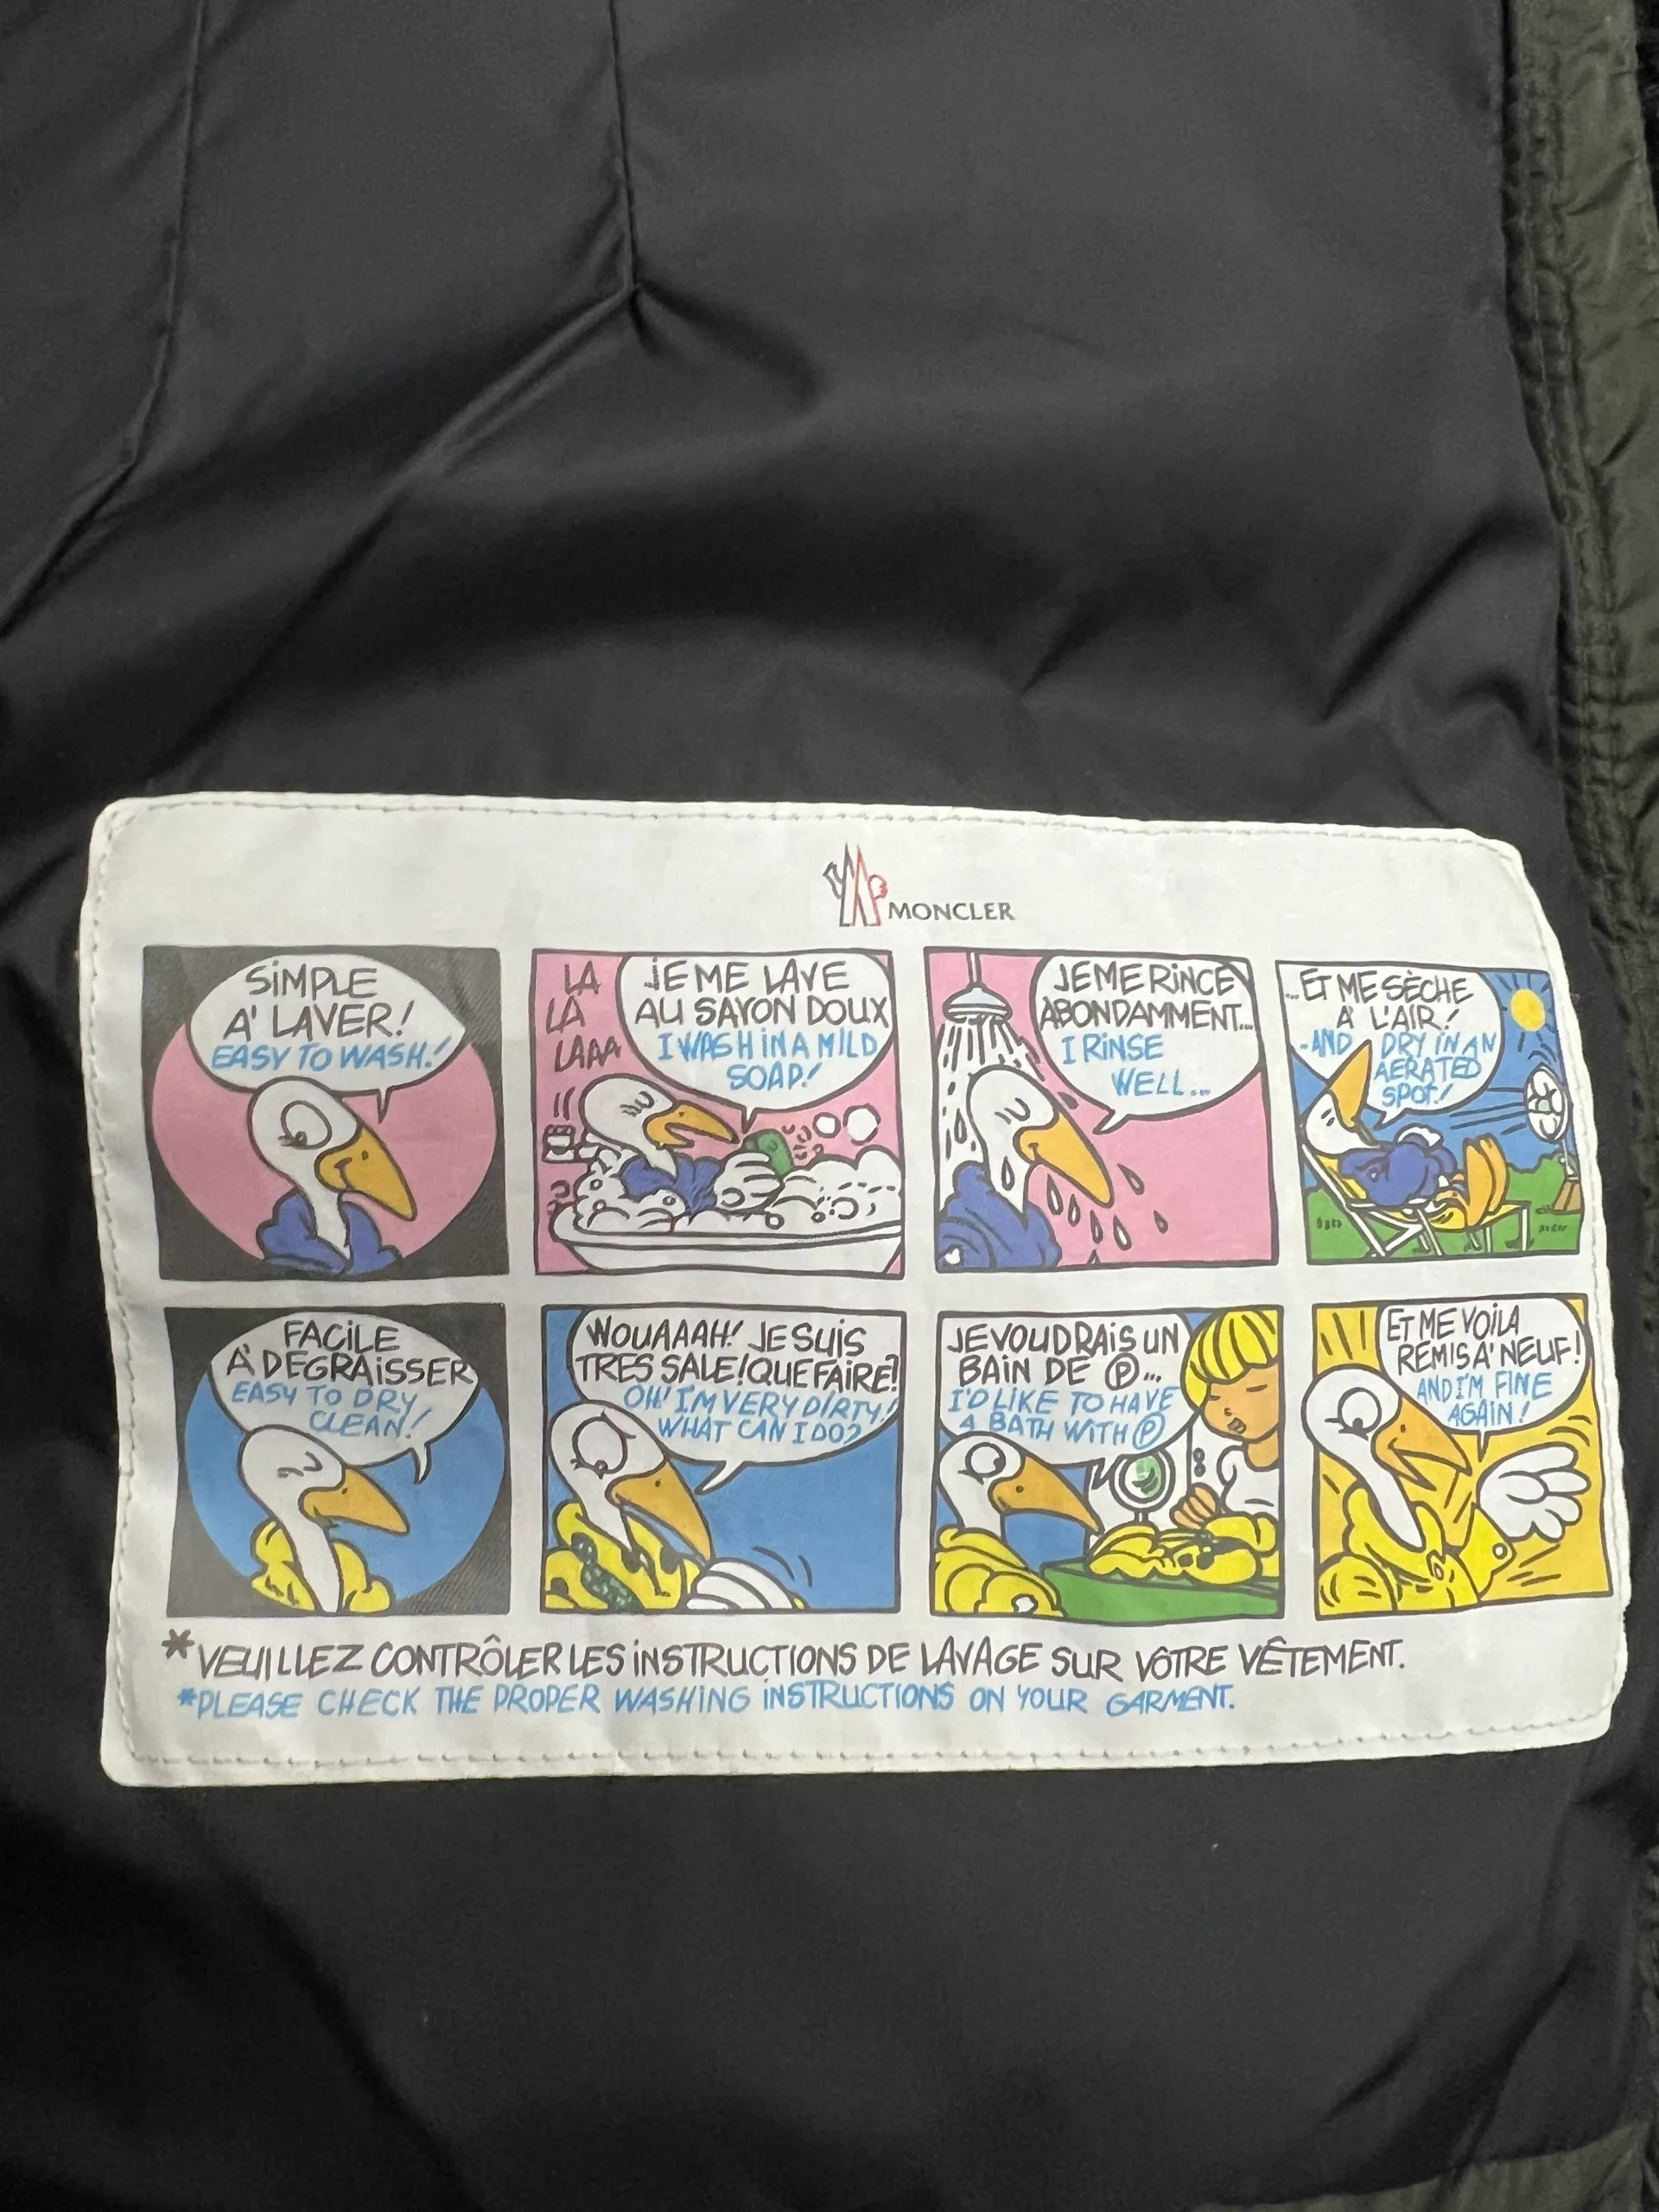 MONCLER
SiMPLE
A' LAVER!
EASY TO WASH!
LA
LA
LAAA
JE ME LAVE
AU SAVON DOUX
I WASH iN A MILD
SOAP!
JE ME RiNCE
ABONDAMMENT...
I RiNSE
WELL...
...ET ME SÈCHE
A' L'AIR!
-AND DRY iN AN
AERATED
SPOT!
FACiLE
A' DEGRAiSSER
EASY TO DRY
CLEAN!
WOUAAAH! JE SUiS
TRES SALE! QUE FAIRE?
OH! I'M VERY DIRTY!
WHAT CAN I DO?
JE VOUDRAiS UN
BAIN DE Ⓟ...
I'D LIKE TO HAVE
A BATH WiTH Ⓟ
ET ME VOiLA
REMiS A' NEUF!
AND I'M FINE
AGAIN!
*VEUILLEZ CONTRÔLER LES iNSTRUCTIONS DE LAVAGE SUR VÔTRE VÊTEMENT.
*PLEASE CHECK THE PROPER WASHING iNSTRUCTIONS ON YOUR GARMENT.